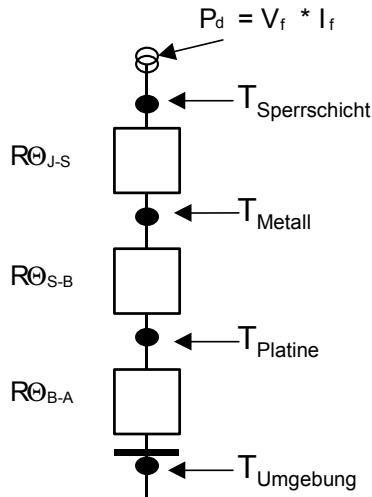 P_d = V_f * I_f
T_Sperrschicht
RΘ_J-S
T_Metall
RΘ_S-B
T_Platine
RΘ_B-A
T_Umgebung